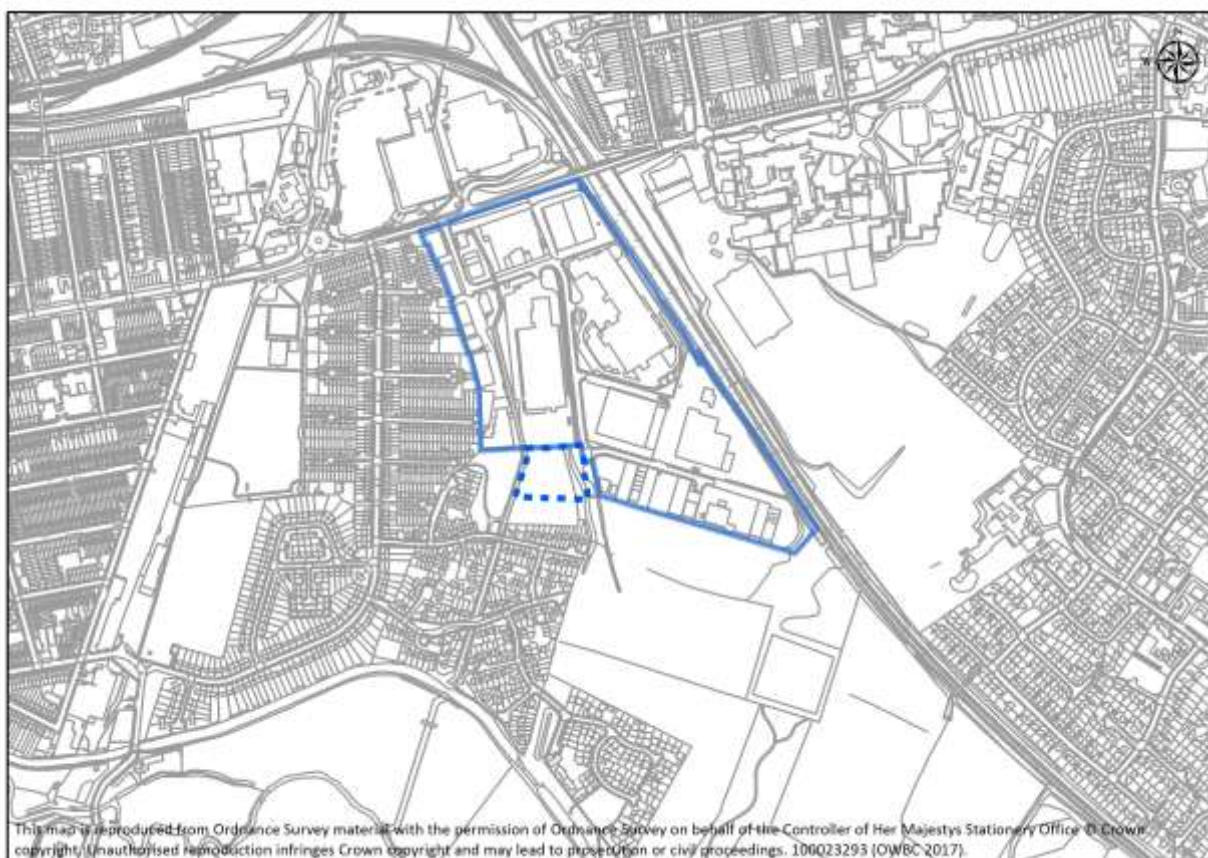 This map is reproduced from Ordnance Survey material with the permission of Ordnance Survey on behalf of the Controller of Her Majestys Stationery Office © Crown
copyright. Unauthorised reproduction infringes Crown copyright and may lead to prosecution or civil proceedings. 100023293 (OWBC 2017).